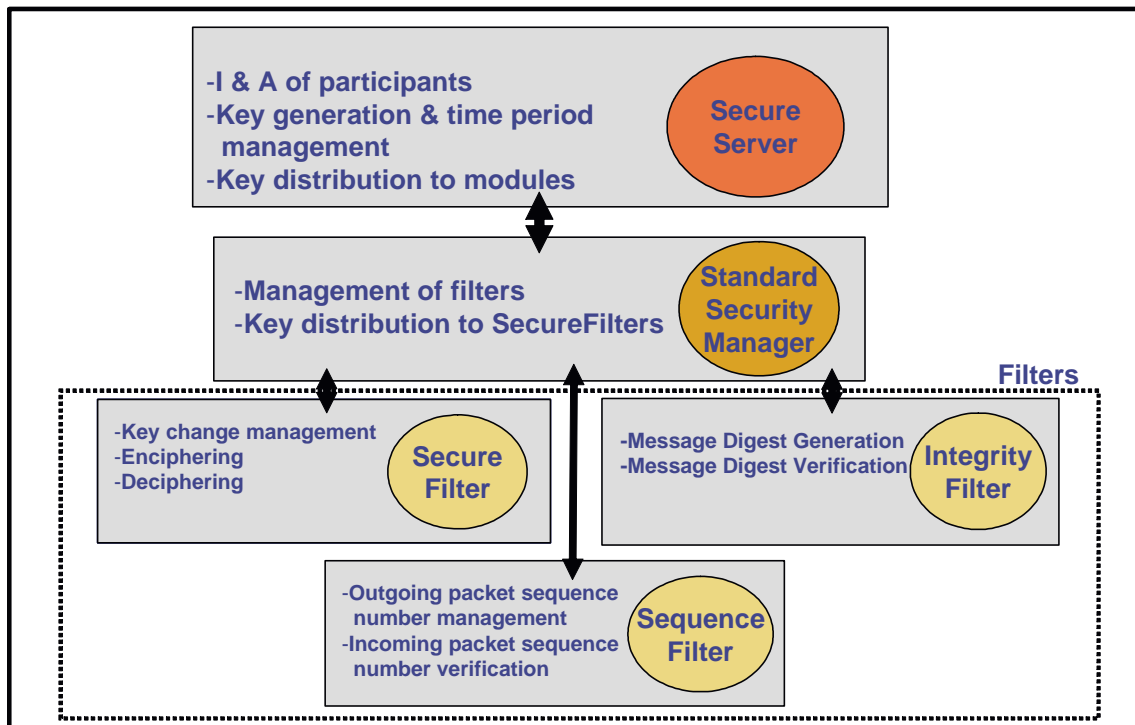 -I & A of participants
-Key generation & time period
management
-Key distribution to modules
Secure
Server
-Management of filters
-Key distribution to SecureFilters
Standard
Security
Manager
Filters
-Key change management
-Enciphering
-Deciphering
Secure
Filter
-Message Digest Generation
-Message Digest Verification
Integrity
Filter
-Outgoing packet sequence
number management
-Incoming packet sequence
number verification
Sequence
Filter